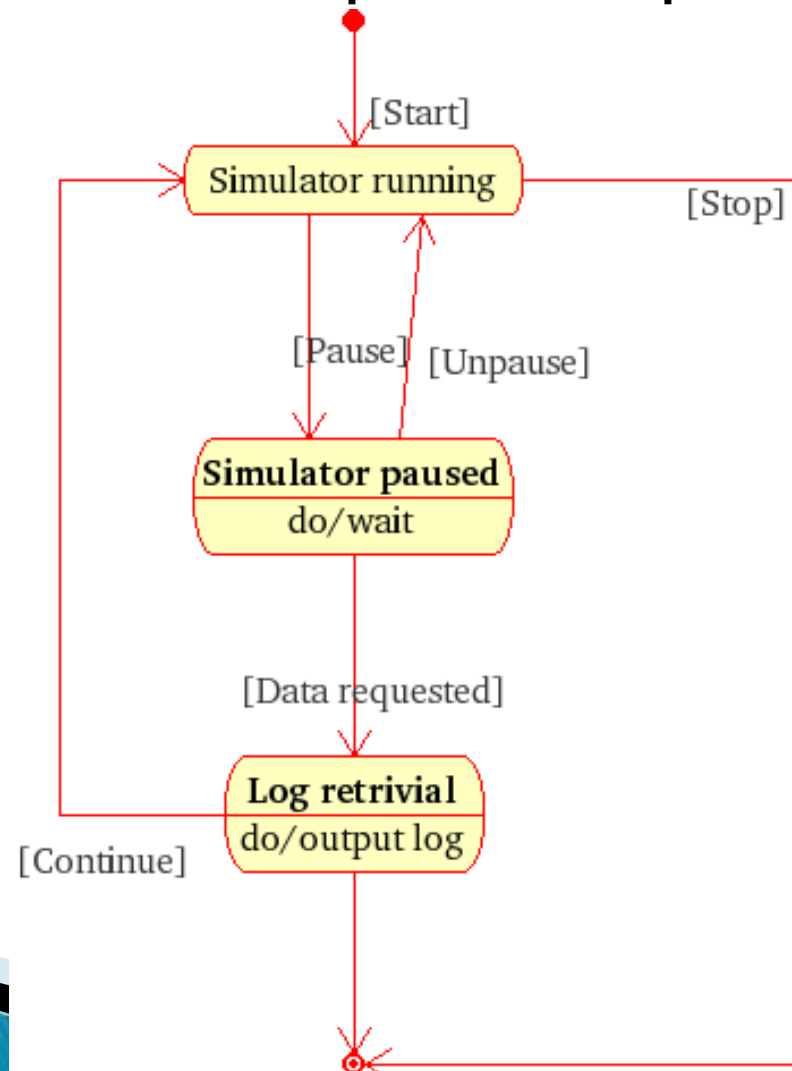 [Start]
Simulator running
[Stop]
[Pause]
[Unpause]
Simulator paused
do/wait
[Data requested]
Log retrivial
do/output log
[Continue]